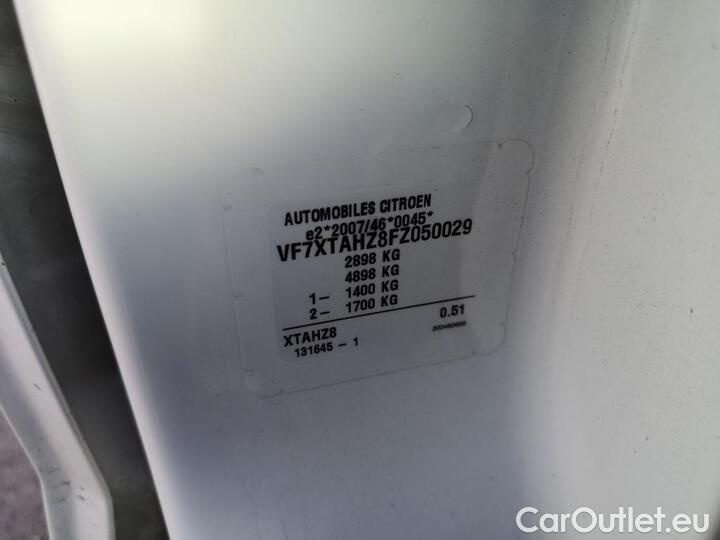 AUTOMOBILES CITROEN
e2*2007/46*0045*
VF7XTAHZ8FZ050029
2898 KG
4898 KG
1- 1400 KG
2- 1700 KG
XTAHZ8 0.51
131645 - 1
CarOutlet.eu